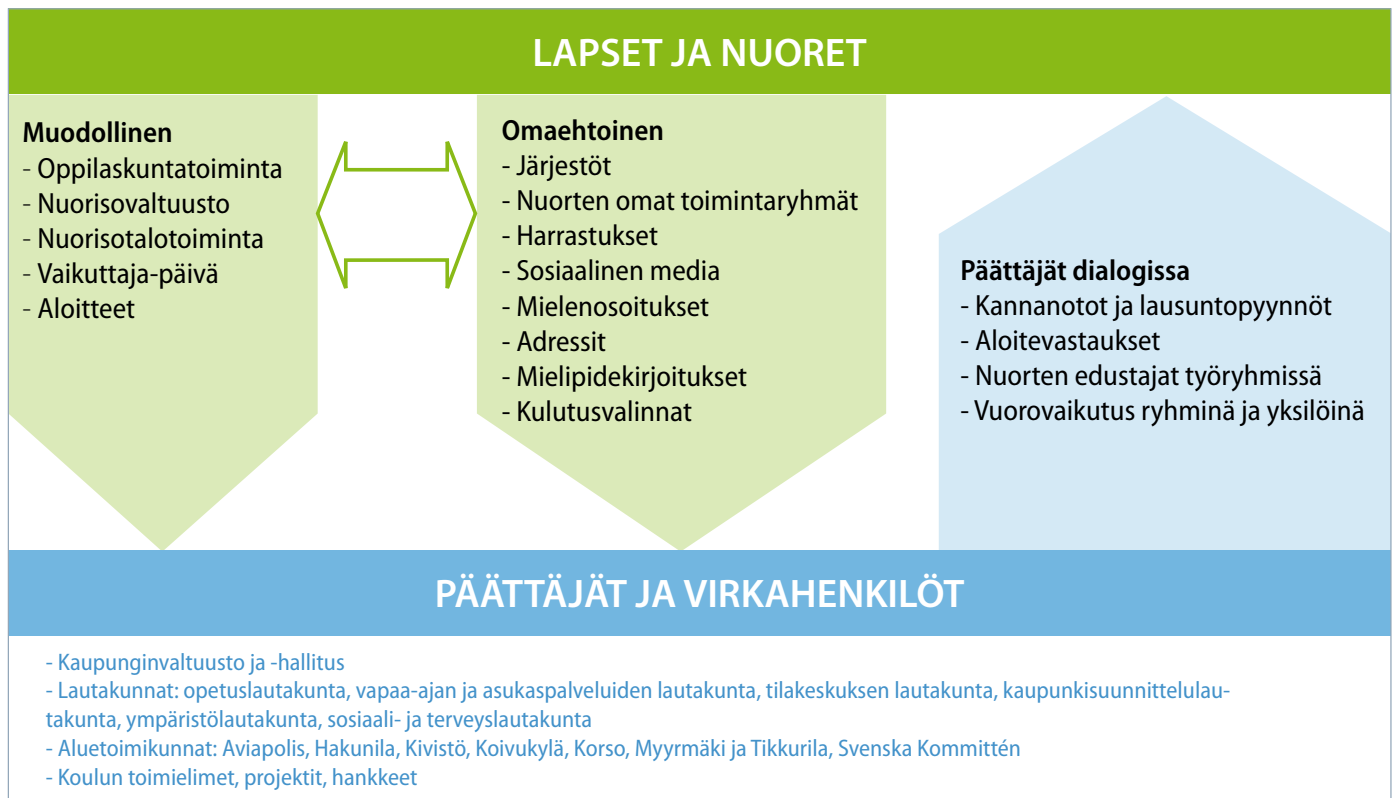 LAPSET JA NUORET
Muodollinen
- Oppilaskuntatoiminta
- Nuorisovaltuusto
- Nuorisotalotoiminta
- Vaikuttaja-päivä
- Aloitteet
Omaehtoinen
- Järjestöt
- Nuorten omat toimintaryhmät
- Harrastukset
- Sosiaalinen media
- Mielenosoitukset
- Adressit
- Mielipidekirjoitukset
- Kulutusvalinnat
Päättäjät dialogissa
- Kannanotot ja lausuntopyynnöt
- Aloitevastaukset
- Nuorten edustajat työryhmissä
- Vuorovaikutus ryhminä ja yksilöinä
PÄÄTTÄJÄT JA VIRKAHENKILÖT
- Kaupunginvaltuusto ja -hallitus
- Lautakunnat: opetuslautakunta, vapaa-ajan ja asukaspalveluiden lautakunta, tilakeskuksen lautakunta, kaupunkisuunnittelulau-
takunta, ympäristölautakunta, sosiaali- ja terveyslautakunta
- Aluetoimikunnat: Aviapolis, Hakunila, Kivistö, Koivukylä, Korso, Myyrmäki ja Tikkurila, Svenska Kommittén
- Koulun toimielimet, projektit, hankkeet